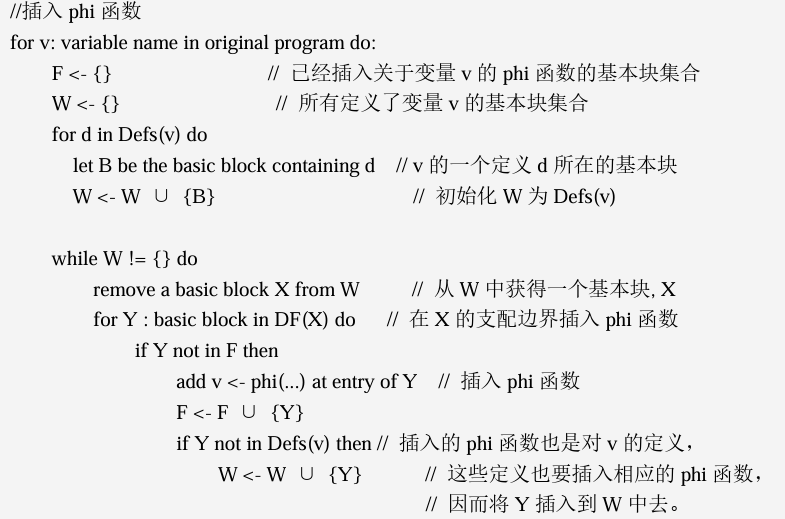 //插入 phi 函数
for v: variable name in original program do:
F <- {} // 已经插入关于变量 v 的 phi 函数的基本块集合
W <- {} // 所有定义了变量 v 的基本块集合
for d in Defs(v) do
let B be the basic block containing d // v 的一个定义 d 所在的基本块
W <- W ∪ {B} // 初始化 W 为 Defs(v)
while W != {} do
remove a basic block X from W // 从 W 中获得一个基本块, X
for Y : basic block in DF(X) do // 在 X 的支配边界插入 phi 函数
if Y not in F then
add v <- phi(...) at entry of Y // 插入 phi 函数
F <- F ∪ {Y}
if Y not in Defs(v) then // 插入的 phi 函数也是对 v 的定义，
W <- W ∪ {Y} // 这些定义也要插入相应的 phi 函数，
// 因而将 Y 插入到 W 中去。